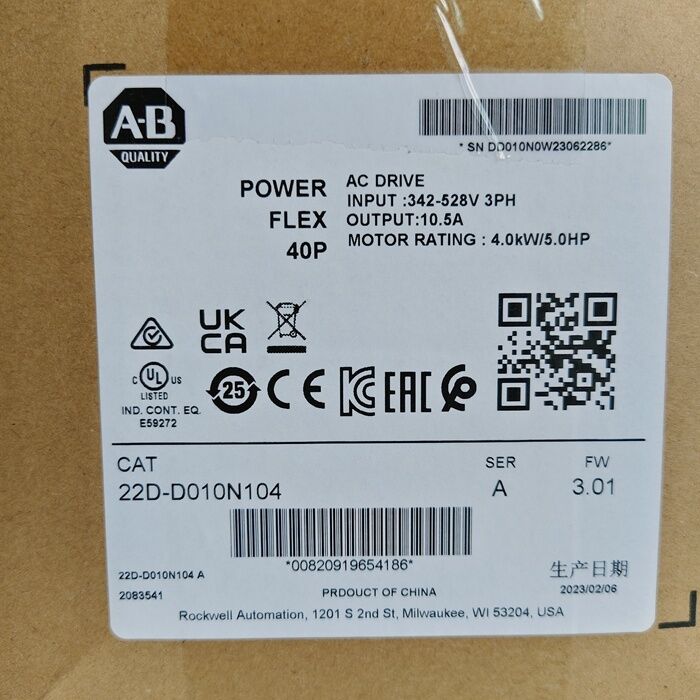 A-B
QUALITY
* SN DD010N0W23062286*
POWER
FLEX
40P
AC DRIVE
INPUT :342-528V 3PH
OUTPUT:10.5A
MOTOR RATING : 4.0kW/5.0HP
UK
CA
C UL US
LISTED
IND. CONT. EQ.
E59272
25
CE
KC
EAC
CAT
22D-D010N104
SER
A
FW
3.01
*00820919654186*
22D-D010N104 A
2083541
PRODUCT OF CHINA
生产日期
2023/02/06
Rockwell Automation, 1201 S 2nd St, Milwaukee, WI 53204, USA